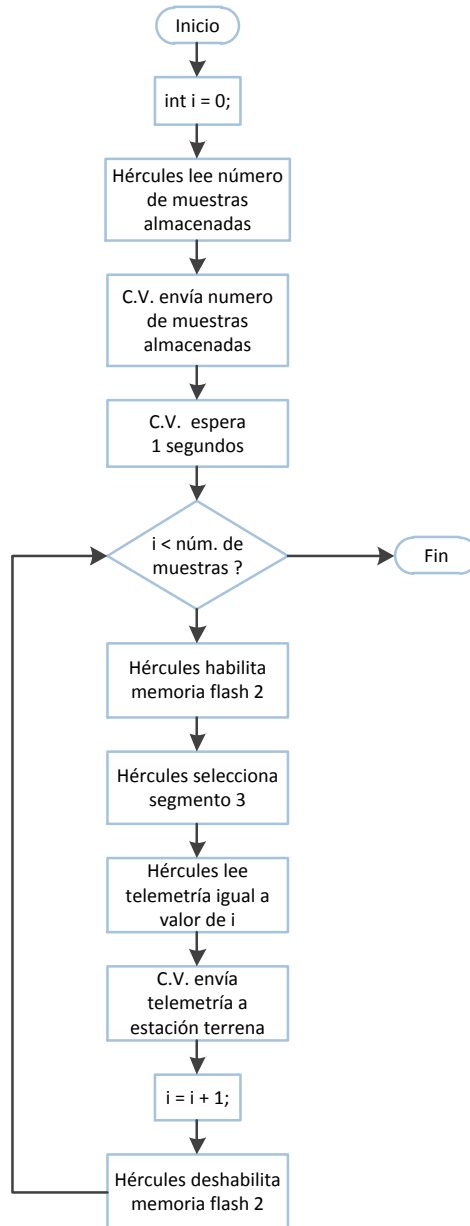 Inicio
int i = 0;
Hércules lee número
de muestras
almacenadas
C.V. envía numero
de muestras
almacenadas
C.V. espera
1 segundos
i < núm. de
muestras ?
Fin
Hércules habilita
memoria flash 2
Hércules selecciona
segmento 3
Hércules lee
telemetría igual a
valor de i
C.V. envía
telemetría a
estación terrena
i = i + 1;
Hércules deshabilita
memoria flash 2